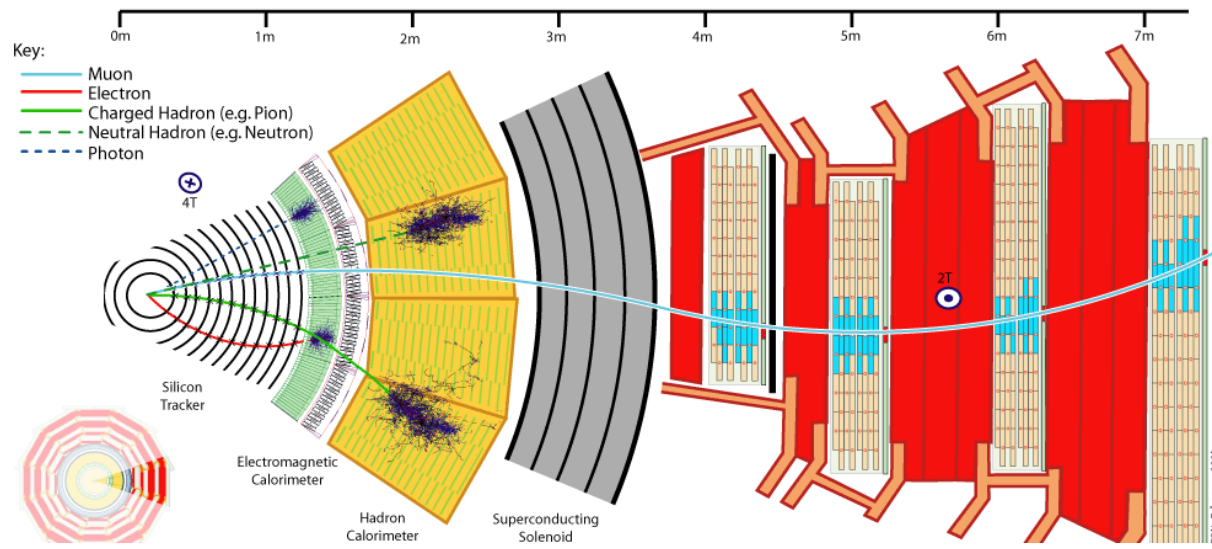 0m 1m 2m 3m 4m 5m 6m 7m
Key:
Muon
Electron
Charged Hadron (e.g. Pion)
Neutral Hadron (e.g. Neutron)
Photon
4T
2T
Silicon
Tracker
Electromagnetic
Calorimeter
Hadron
Calorimeter
Superconducting
Solenoid